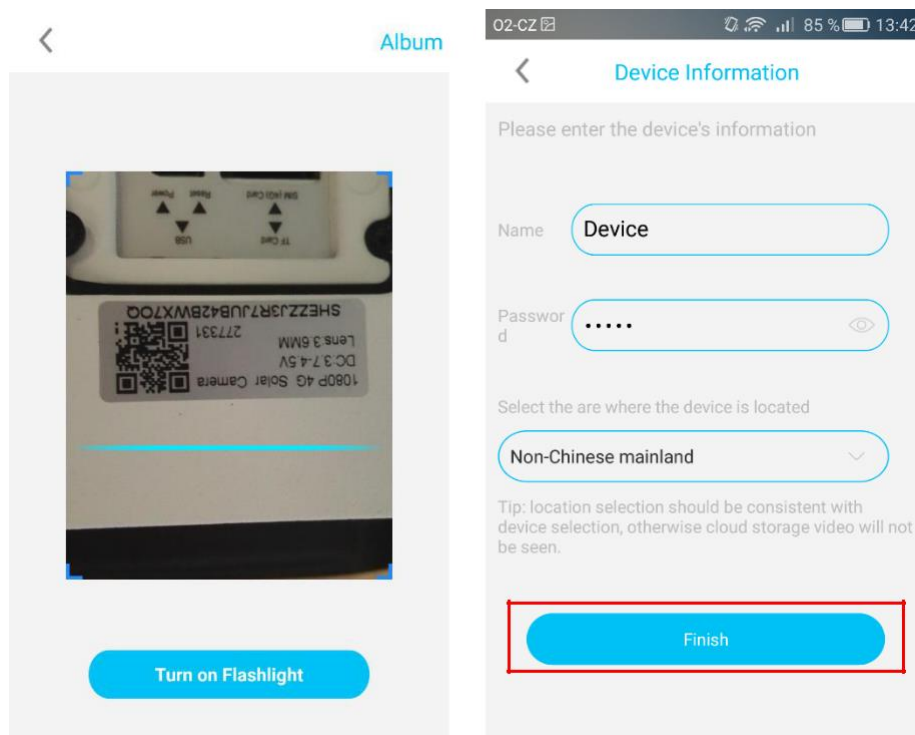 Album
Power
Reset
SIM (4G) Card
USB
TF Card
1080P 4G Solar Camera
DC:3.7-4.5V
Lens:3.6MM
277331
SHEZZJ3R7JUB42BWX7OQ
Turn on Flashlight
O2-CZ 85 % 13:42
Device Information
Please enter the device's information
Name Device
Passwor
d •••••
Select the are where the device is located
Non-Chinese mainland
Tip: location selection should be consistent with
device selection, otherwise cloud storage video will not
be seen.
Finish